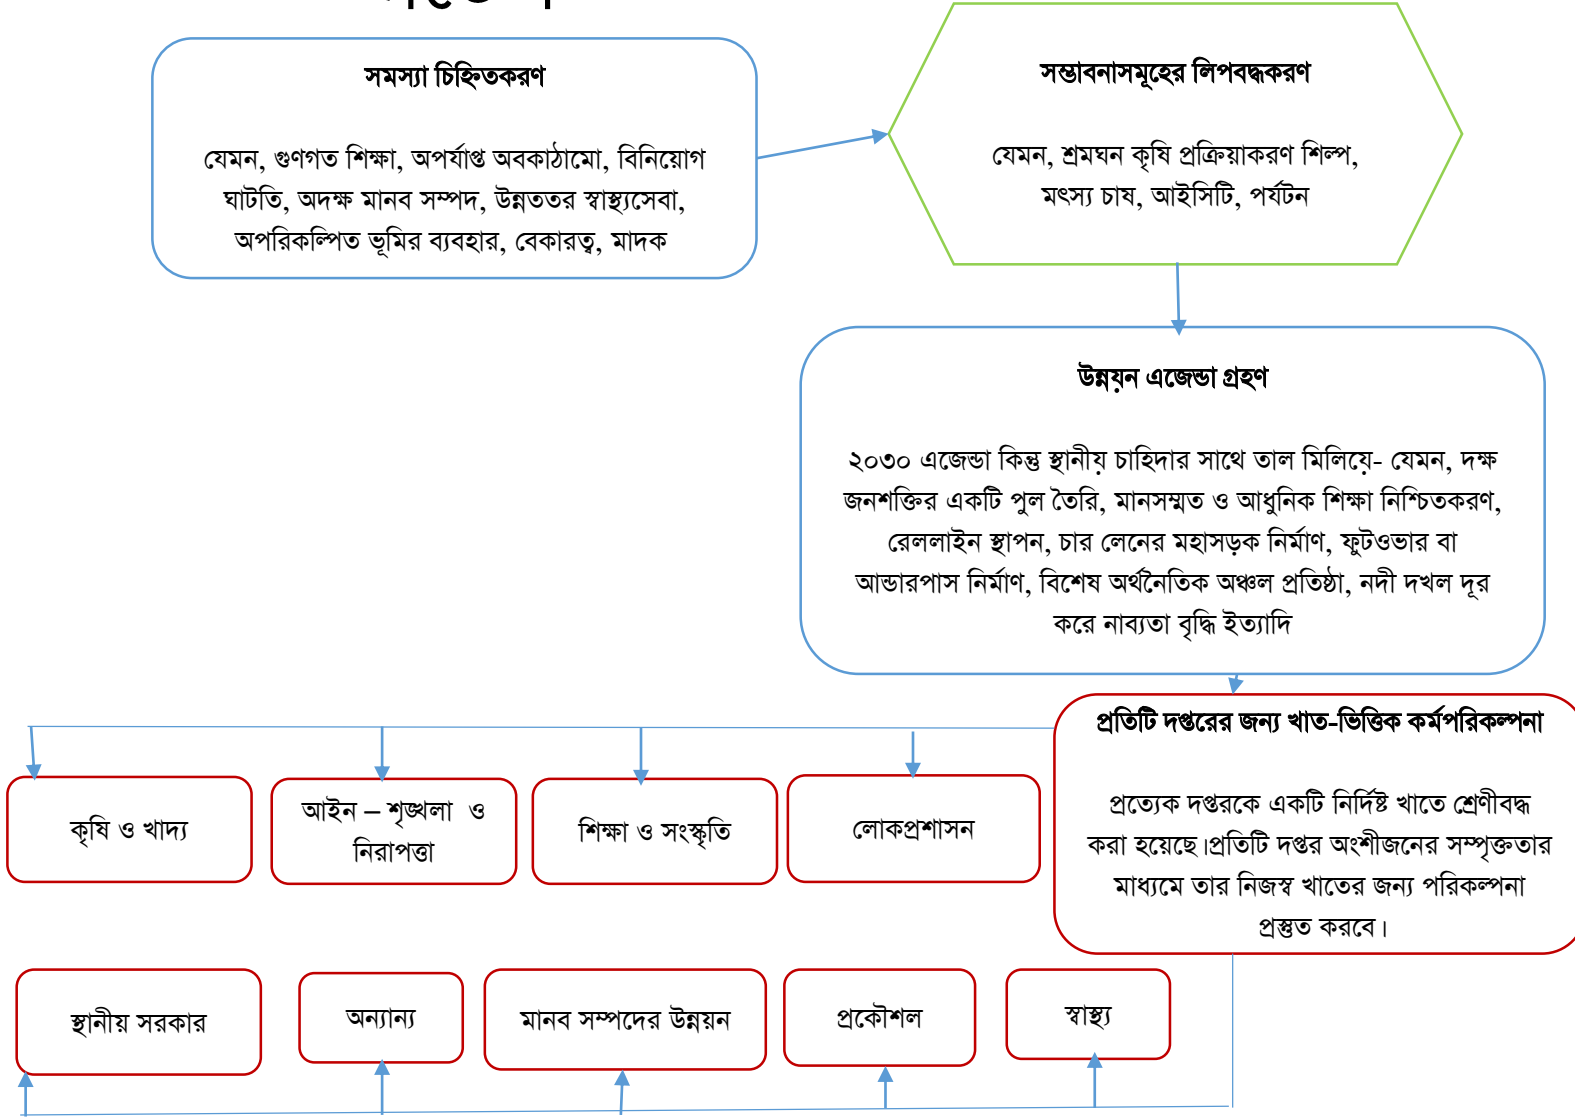 সমস্যা চিহ্নিতকরণ
যেমন, গুণগত শিক্ষা, অপর্যাপ্ত অবকাঠামো, বিনিয়োগ
ঘাটতি, অদক্ষ মানব সম্পদ, উন্নততর স্বাস্থ্যসেবা,
অপরিকল্পিত ভূমির ব্যবহার, বেকারত্ব, মাদক
সম্ভাবনাসমূহের লিপবদ্ধকরণ
যেমন, শ্রমঘন কৃষি প্রক্রিয়াকরণ শিল্প,
মৎস্য চাষ, আইসিটি, পর্যটন
উন্নয়ন এজেন্ডা গ্রহণ
২০৩০ এজেন্ডা কিন্তু স্থানীয় চাহিদার সাথে তাল মিলিয়ে- যেমন, দক্ষ
জনশক্তির একটি পুল তৈরি, মানসম্মত ও আধুনিক শিক্ষা নিশ্চিতকরণ,
রেললাইন স্থাপন, চার লেনের মহাসড়ক নির্মাণ, ফুটওভার বা
আন্ডারপাস নির্মাণ, বিশেষ অর্থনৈতিক অঞ্চল প্রতিষ্ঠা, নদী দখল দূর
করে নাব্যতা বৃদ্ধি ইত্যাদি
প্রতিটি দপ্তরের জন্য খাত-ভিত্তিক কর্মপরিকল্পনা
প্রত্যেক দপ্তরকে একটি নির্দিষ্ট খাতে শ্রেণীবদ্ধ
করা হয়েছে।প্রতিটি দপ্তর অংশীজনের সম্পৃক্ততার
মাধ্যমে তার নিজস্ব খাতের জন্য পরিকল্পনা
প্রস্তুত করবে।
কৃষি ও খাদ্য
আইন – শৃঙ্খলা ও
নিরাপত্তা
শিক্ষা ও সংস্কৃতি
লোকপ্রশাসন
স্থানীয় সরকার
অন্যান্য
মানব সম্পদের উন্নয়ন
প্রকৌশল
স্বাস্থ্য